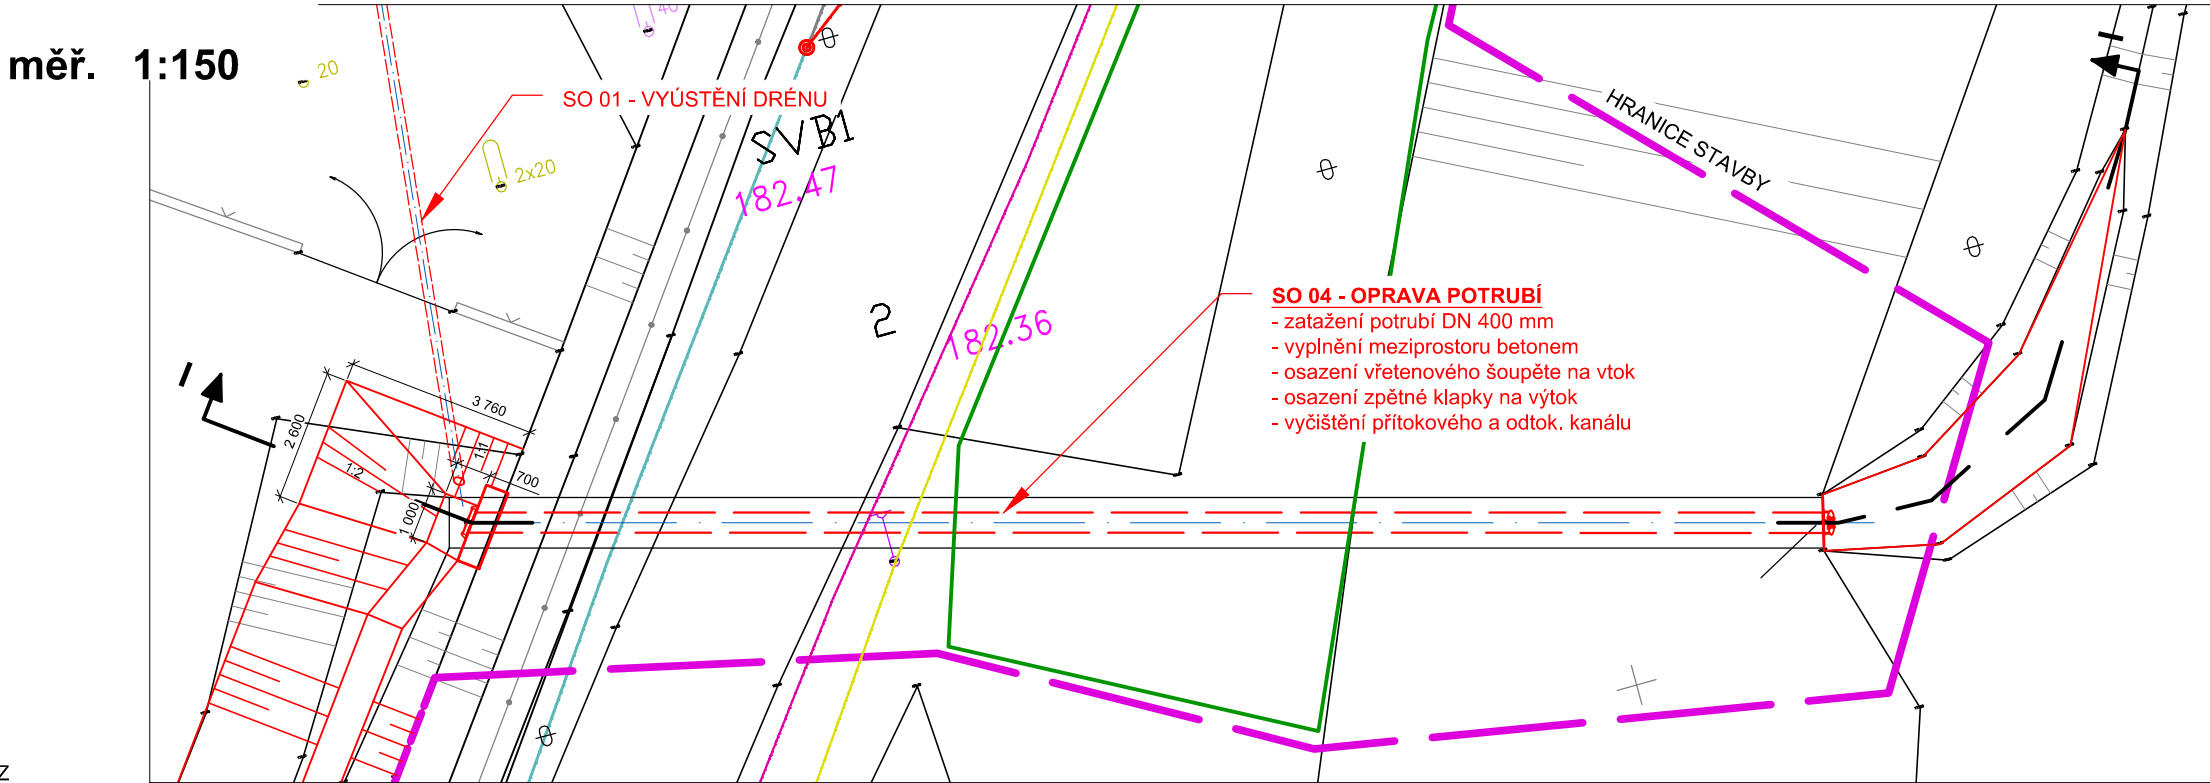 měř. 1:150
20
40
SO 01 - VYÚSTĚNÍ DRÉNU
SVB1
2x20
182.47
HRANICE STAVBY
I
2
182.36
SO 04 - OPRAVA POTRUBÍ
- zatažení potrubí DN 400 mm
- vyplnění meziprostoru betonem
- osazení vřetenového šoupěte na vtok
- osazení zpětné klapky na výtok
- vyčištění přítokového a odtok. kanálu
I
3 760
2 600
1:1
1:2
700
1 000
Z